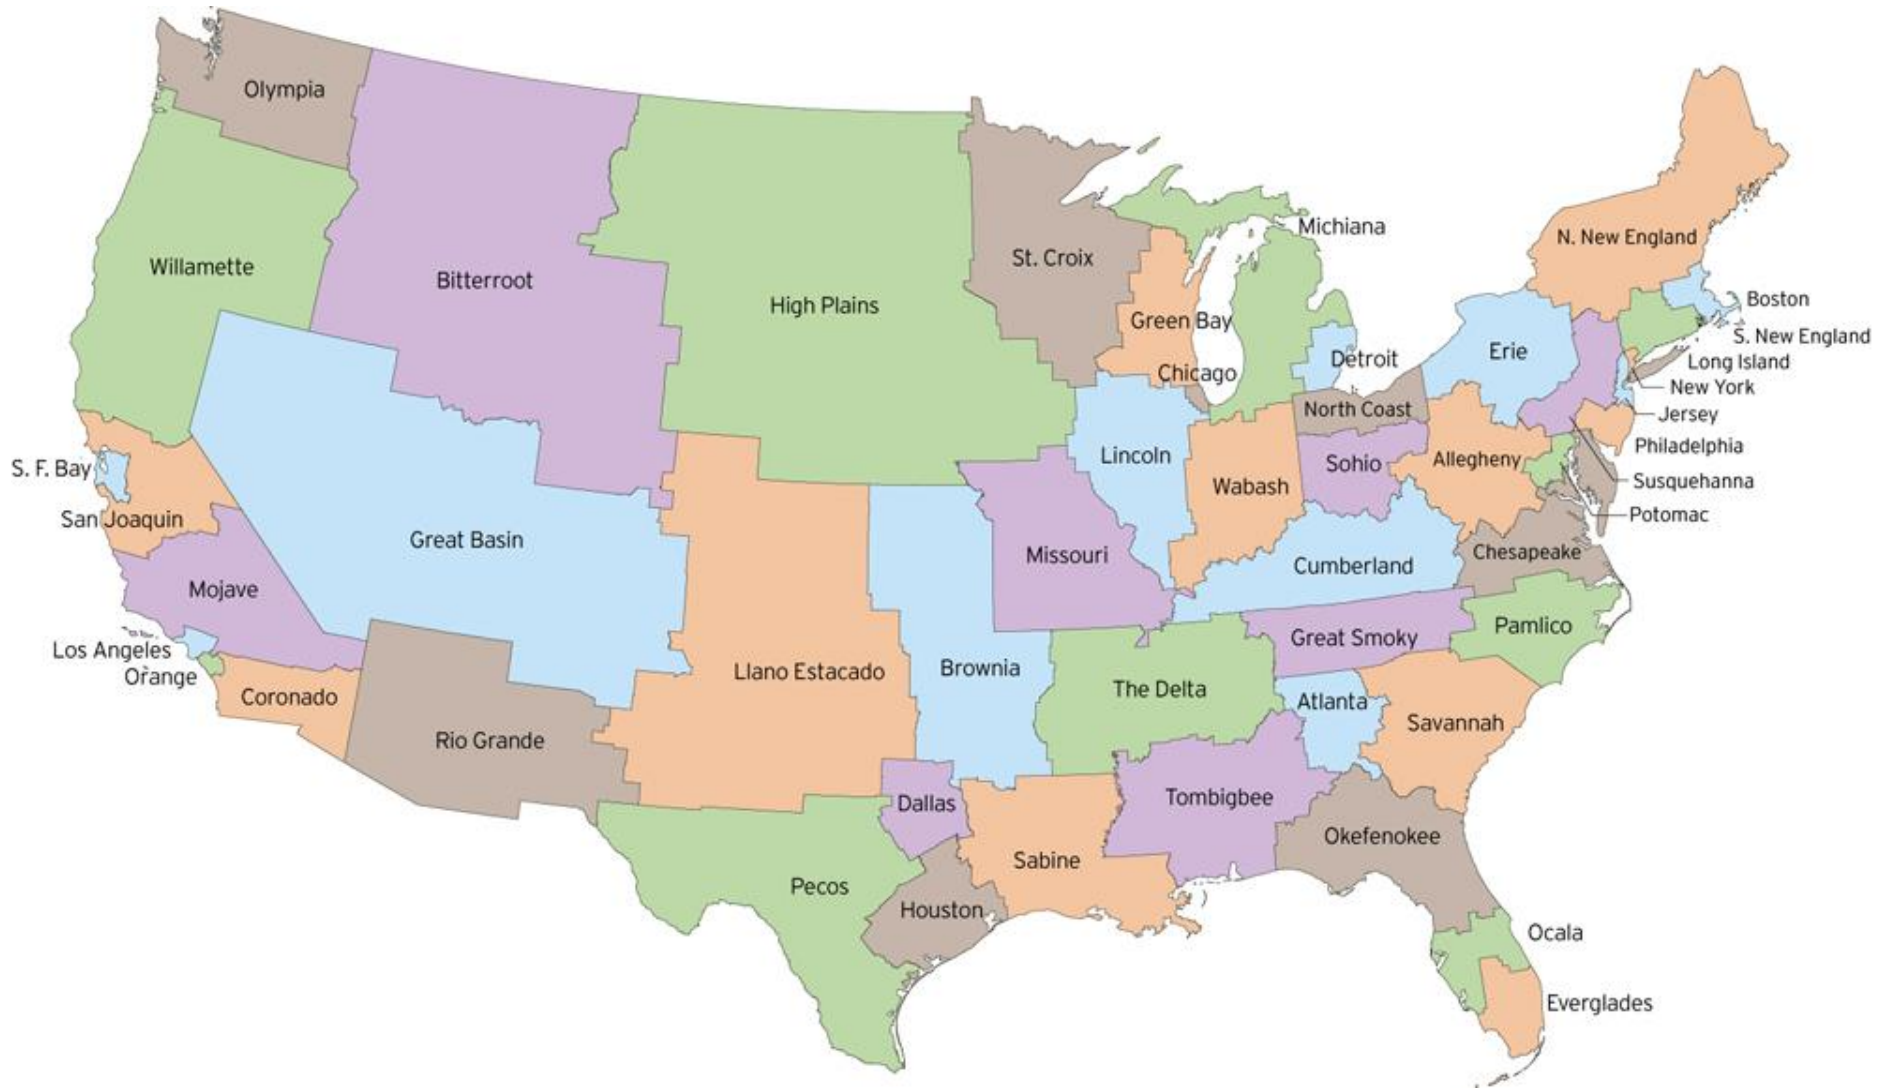 Olympia
Michiana
N. New England
Willamette
St. Croix
Bitterroot
Boston
High Plains
Green Bay
S. New England
Erie
Detroit
Long Island
Chicago
New York
North Coast
Jersey
Philadelphia
Lincoln
Allegheny
Sohio
S. F. Bay
Susquehanna
Wabash
Potomac
San Joaquin
Great Basin
Missouri
Chesapeake
Cumberland
Mojave
Pamlico
Great Smoky
Los Angeles
Brownia
Llano Estacado
Orange
The Delta
Coronado
Atlanta
Savannah
Rio Grande
Tombigbee
Dallas
Okefenokee
Sabine
Pecos
Houston
Ocala
Everglades